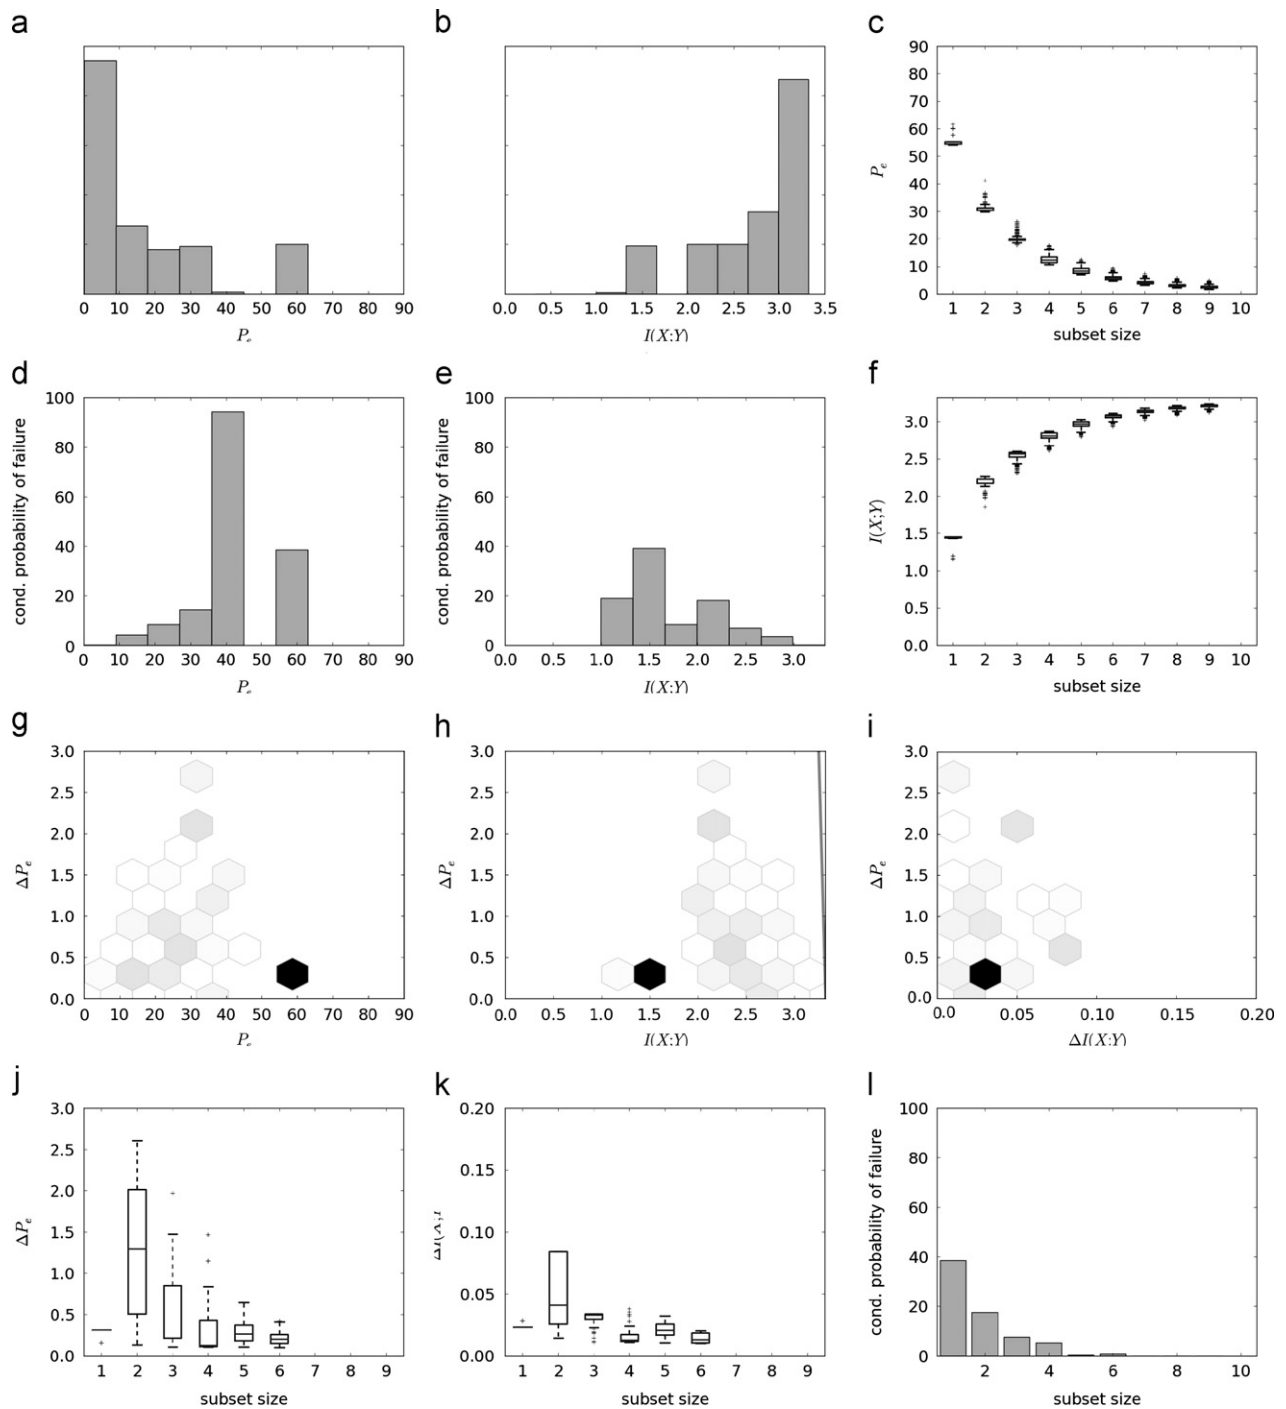 a
b
c
0 10 20 30 40 50 60 70 80 90
P_e
0.0 0.5 1.0 1.5 2.0 2.5 3.0 3.5
I(X;Y)
90
80
70
60
50
40
30
20
10
0
P_e
1 2 3 4 5 6 7 8 9 10
subset size
d
e
f
100
80
60
40
20
0
cond. probability of failure
0 10 20 30 40 50 60 70 80 90
P_e
100
80
60
40
20
0
cond. probability of failure
0.0 0.5 1.0 1.5 2.0 2.5 3.0
I(X;Y)
3.0
2.5
2.0
1.5
1.0
0.5
0.0
I(X;Y)
1 2 3 4 5 6 7 8 9 10
subset size
g
h
i
3.0
2.5
2.0
1.5
1.0
0.5
0.0
ΔP_e
0 10 20 30 40 50 60 70 80 90
P_e
3.0
2.5
2.0
1.5
1.0
0.5
0.0
ΔP_e
0.0 0.5 1.0 1.5 2.0 2.5 3.0
I(X;Y)
3.0
2.5
2.0
1.5
1.0
0.5
0.0
ΔP_e
0.0 0.05 0.10 0.15 0.20
ΔI(X;Y)
j
k
l
3.0
2.5
2.0
1.5
1.0
0.5
0.0
ΔP_e
1 2 3 4 5 6 7 8 9
subset size
0.20
0.15
0.10
0.05
0.00
ΔI(X;Y
1 2 3 4 5 6 7 8 9
subset size
100
80
60
40
20
0
cond. probability of failure
2 4 6 8 10
subset size